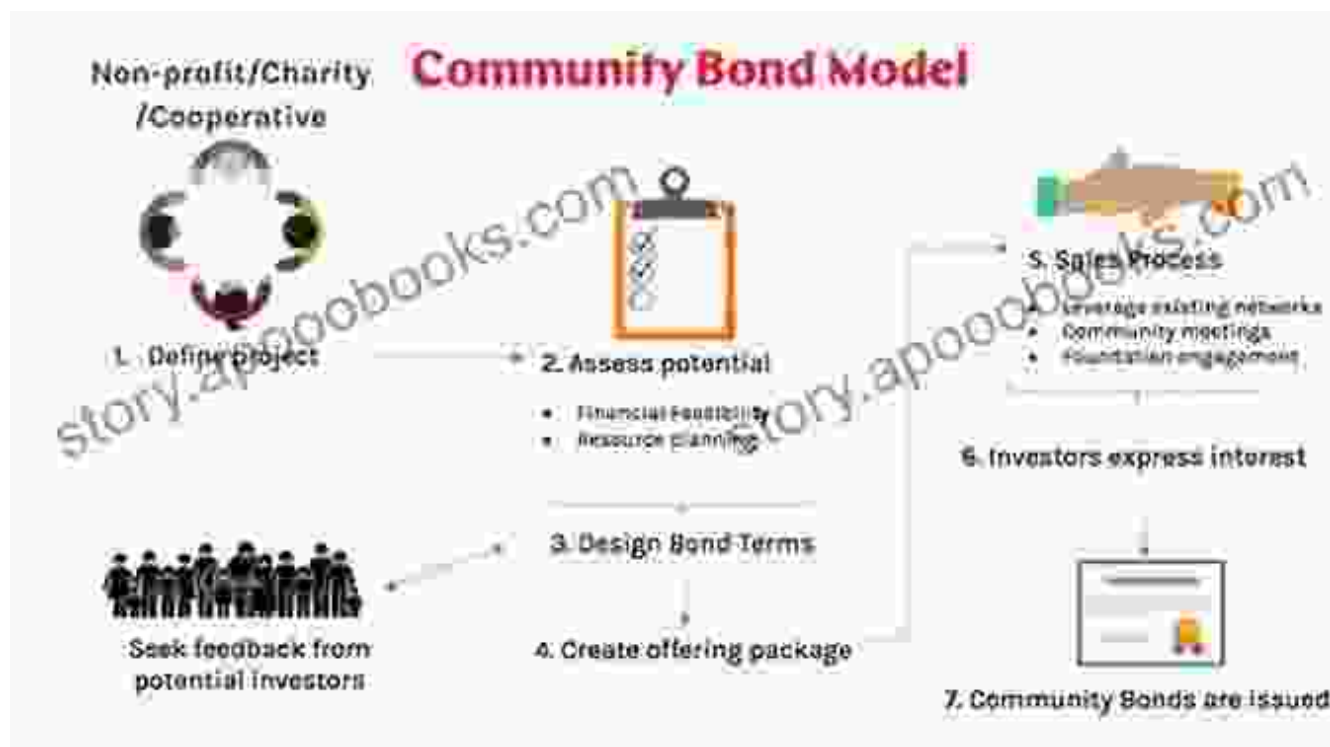 Community Bond Model
Non-profit/Charity
/Cooperative
1. Define project
2. Assess potential
• Financial Feasibility
• Resource planning
3. Design Bond Terms
Seek feedback from
potential investors
4. Create offering package
5. Sales Process
• Leverage existing networks
• Community meetings
• Foundation engagement
6. Investors express interest
7. Community Bonds are issued
story.apooobooks.com
story.apooobooks.com